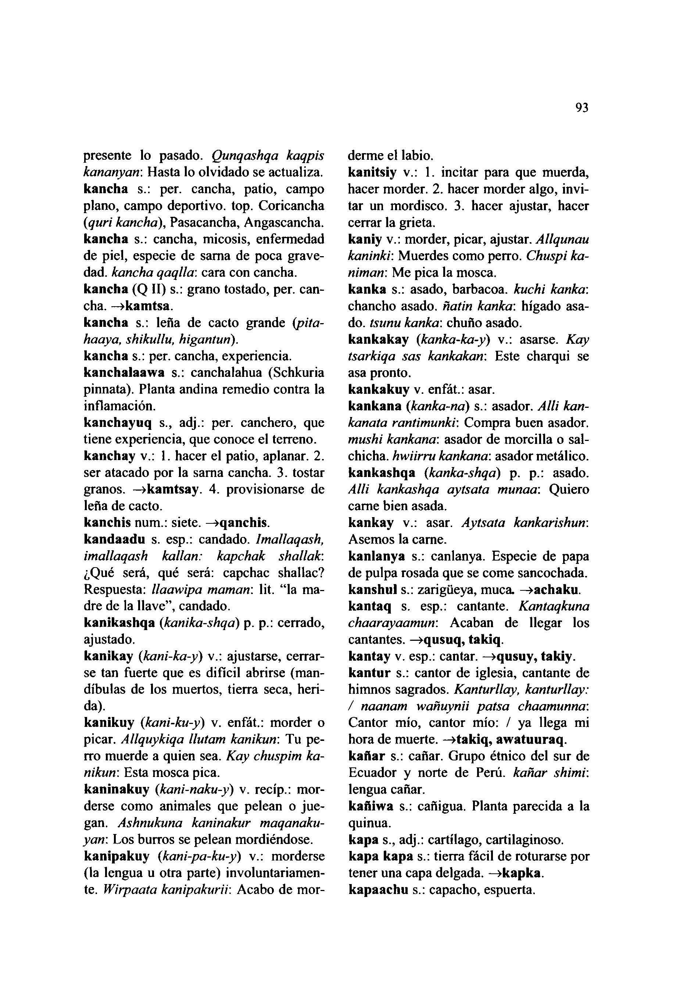 93
presente lo pasado. Qunqashqa kaqpis
kananyan: Hasta lo olvidado se actualiza.
kancha s.: per. cancha, patio, campo
plano, campo deportivo. top. Coricancha
(quri kancha), Pasacancha, Angascancha.
kancha s.: cancha, micosis, enfermedad
de piel, especie de sarna de poca grave-
dad. kancha qaqlla: cara con cancha.
kancha (Q II) s.: grano tostado, per. can-
cha. →kamtsa.
kancha s.: leña de cacto grande (pita-
haaya, shikullu, higantun).
kancha s.: per. cancha, experiencia.
kanchalaawa s.: canchalahua (Schkuria
pinnata). Planta andina remedio contra la
inflamación.
kanchayuq s., adj.: per. canchero, que
tiene experiencia, que conoce el terreno.
kanchay v.: 1. hacer el patio, aplanar. 2.
ser atacado por la sarna cancha. 3. tostar
granos. →kamtsay. 4. provisionarse de
leña de cacto.
kanchis num.: siete. →qanchis.
kandaadu s. esp.: candado. Imallaqash,
imallaqash kallan: kapchak shallak:
¿Qué será, qué será: capchac shallac?
Respuesta: llaawipa maman: lit. “la ma-
dre de la llave”, candado.
kanikashqa (kanika-shqa) p. p.: cerrado,
ajustado.
kanikay (kani-ka-y) v.: ajustarse, cerrar-
se tan fuerte que es difícil abrirse (man-
díbulas de los muertos, tierra seca, heri-
da).
kanikuy (kani-ku-y) v. enfát.: morder o
picar. Allquykiqa llutam kanikun: Tu pe-
rro muerde a quien sea. Kay chuspim ka-
nikun: Esta mosca pica.
kaninakuy (kani-naku-y) v. recíp.: mor-
derse como animales que pelean o jue-
gan. Ashnukuna kaninakur maqanaku-
yan: Los burros se pelean mordiéndose.
kanipakuy (kani-pa-ku-y) v.: morderse
(la lengua u otra parte) involuntariamen-
te. Wirpaata kanipakurii: Acabo de mor-
derme el labio.
kanitsiy v.: 1. incitar para que muerda,
hacer morder. 2. hacer morder algo, invi-
tar un mordisco. 3. hacer ajustar, hacer
cerrar la grieta.
kaniy v.: morder, picar, ajustar. Allqunau
kaninki: Muerdes como perro. Chuspi ka-
niman: Me pica la mosca.
kanka s.: asado, barbacoa. kuchi kanka:
chancho asado. ñatin kanka: hígado asa-
do. tsunu kanka: chuño asado.
kankakay (kanka-ka-y) v.: asarse. Kay
tsarkiqa sas kankakan: Este charqui se
asa pronto.
kankakuy v. enfát.: asar.
kankana (kanka-na) s.: asador. Alli kan-
kanata rantimunki: Compra buen asador.
mushi kankana: asador de morcilla o sal-
chicha. hwiirru kankana: asador metálico.
kankashqa (kanka-shqa) p. p.: asado.
Alli kankashqa aytsata munaa: Quiero
carne bien asada.
kankay v.: asar. Aytsata kankarishun:
Asemos la carne.
kanlanya s.: canlanya. Especie de papa
de pulpa rosada que se come sancochada.
kanshul s.: zarigüeya, muca. →achaku.
kantaq s. esp.: cantante. Kantaqkuna
chaarayaamun: Acaban de llegar los
cantantes. →qusuq, takiq.
kantay v. esp.: cantar. →qusuy, takiy.
kantur s.: cantor de iglesia, cantante de
himnos sagrados. Kanturllay, kanturllay:
/ naanam wañuynii patsa chaamunna:
Cantor mío, cantor mío: / ya llega mi
hora de muerte. →takiq, awatuuraq.
kañar s.: cañar. Grupo étnico del sur de
Ecuador y norte de Perú. kañar shimi:
lengua cañar.
kañiwa s.: cañigua. Planta parecida a la
quinua.
kapa s., adj.: cartílago, cartilaginoso.
kapa kapa s.: tierra fácil de roturarse por
tener una capa delgada. →kapka.
kapaachu s.: capacho, espuerta.